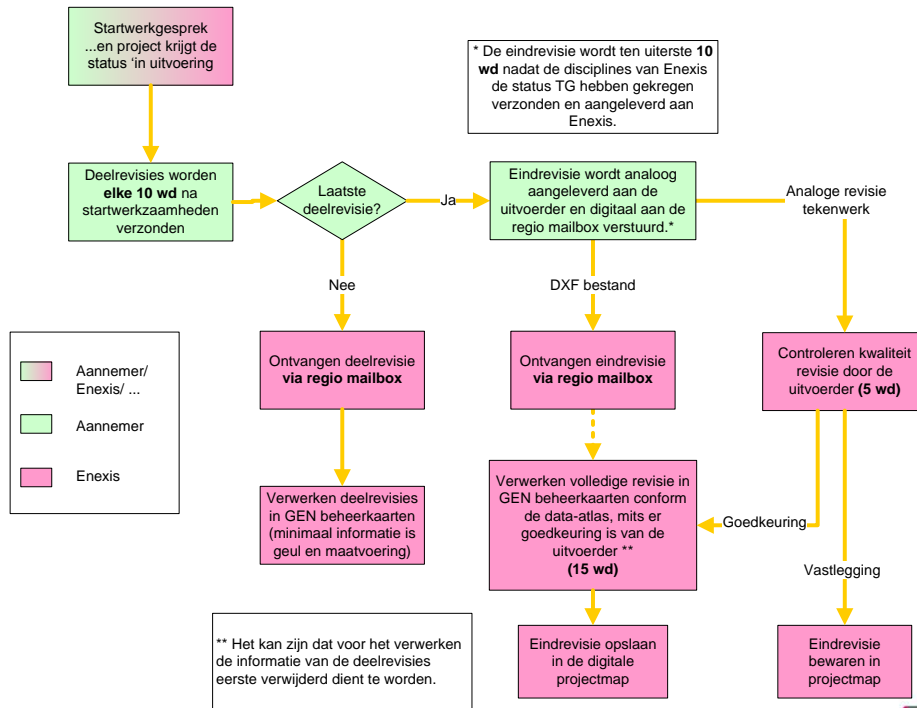 Startwerkgesprek
...en project krijgt de
status ‘in uitvoering
* De eindrevisie wordt ten uiterste 10
wd nadat de disciplines van Enexis
de status TG hebben gekregen
verzonden en aangeleverd aan
Enexis.
Deelrevisies worden
elke 10 wd na
startwerkzaamheden
verzonden
Laatste
deelrevisie?
Ja
Eindrevisie wordt analoog
aangeleverd aan de
uitvoerder en digitaal aan de
regio mailbox verstuurd.*
Analoge revisie
tekenwerk
Nee
DXF bestand
Aannemer/
Enexis/ ...
Aannemer
Enexis
Ontvangen deelrevisie
via regio mailbox
Ontvangen eindrevisie
via regio mailbox
Controleren kwaliteit
revisie door de
uitvoerder (5 wd)
Verwerken deelrevisies
in GEN beheerkaarten
(minimaal informatie is
geul en maatvoering)
Verwerken volledige revisie in
GEN beheerkaarten conform
de data-atlas, mits er
goedkeuring is van de
uitvoerder **
(15 wd)
Goedkeuring
Vastlegging
** Het kan zijn dat voor het verwerken
de informatie van de deelrevisies
eerste verwijderd dient te worden.
Eindrevisie opslaan
in de digitale
projectmap
Eindrevisie
bewaren in
projectmap